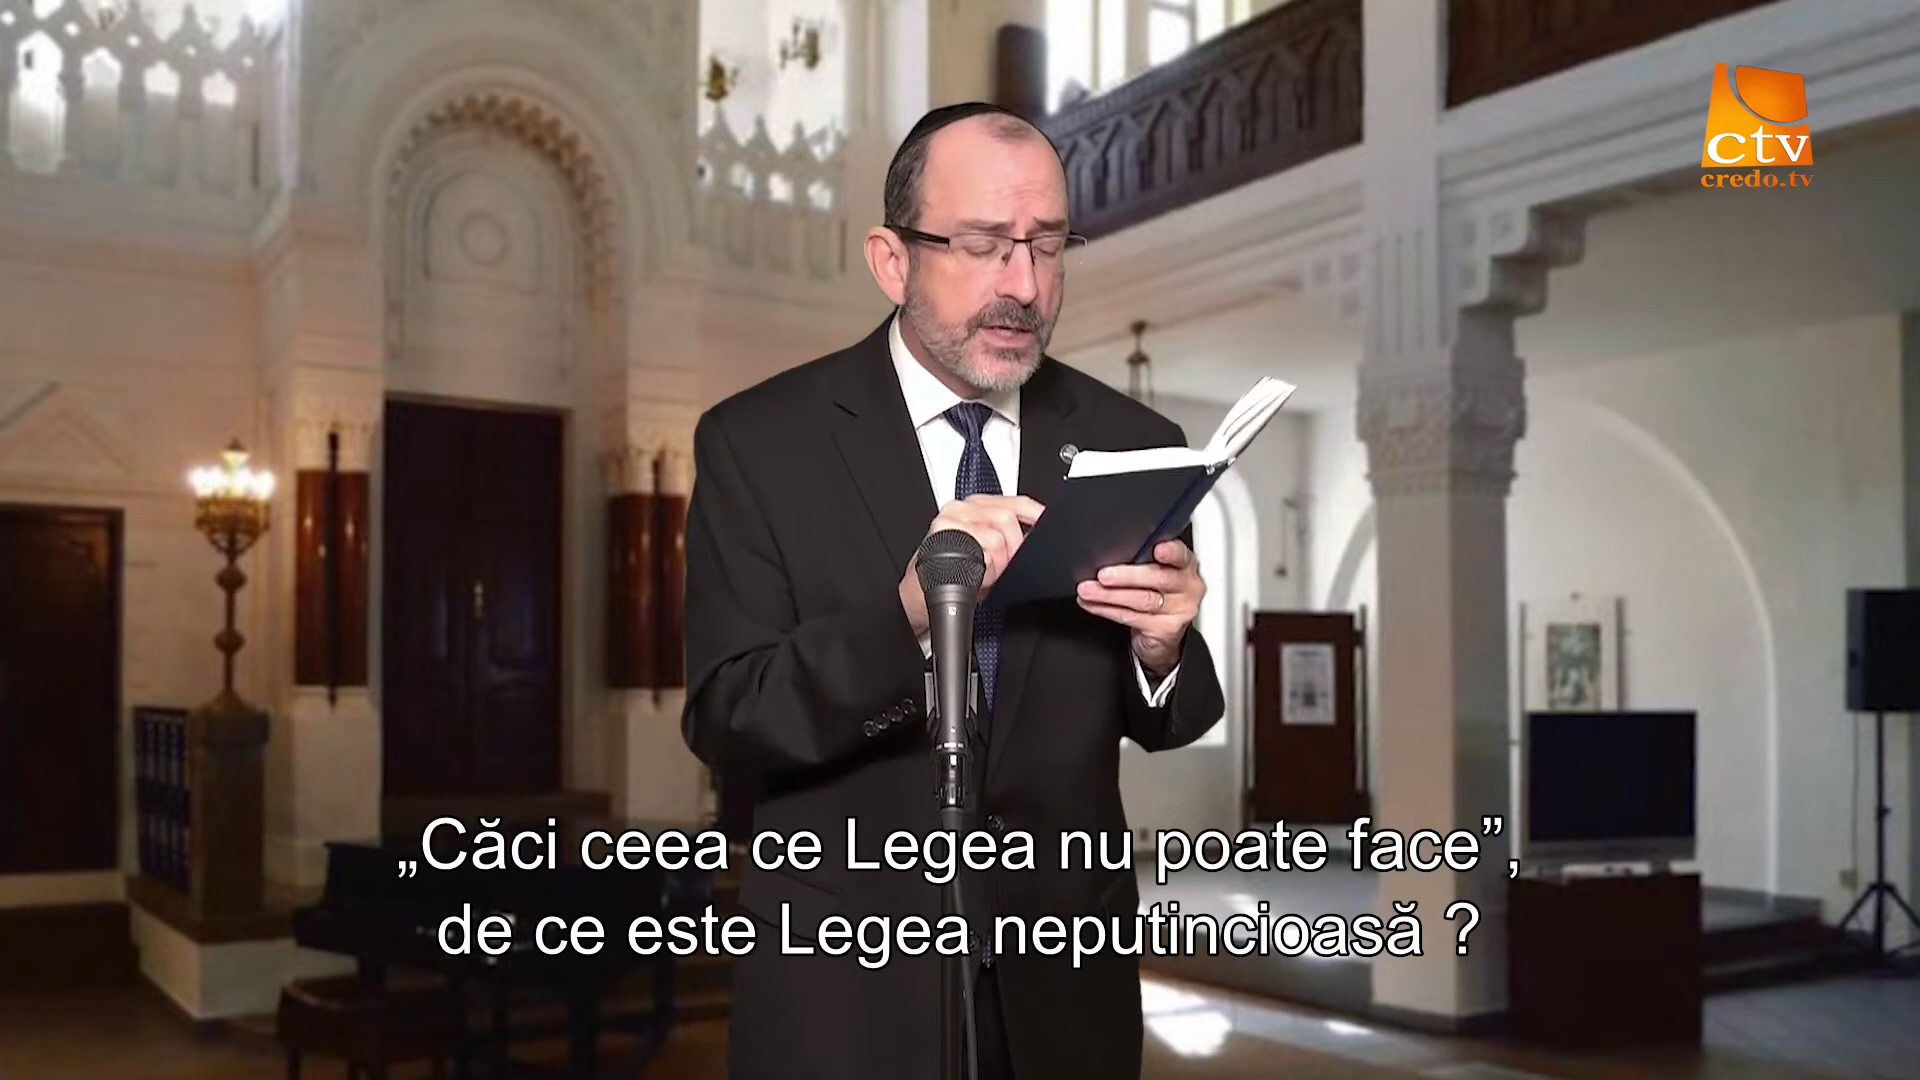 ctv
credo.tv
„Căci ceea ce Legea nu poate face”,
de ce este Legea neputincioasă ?